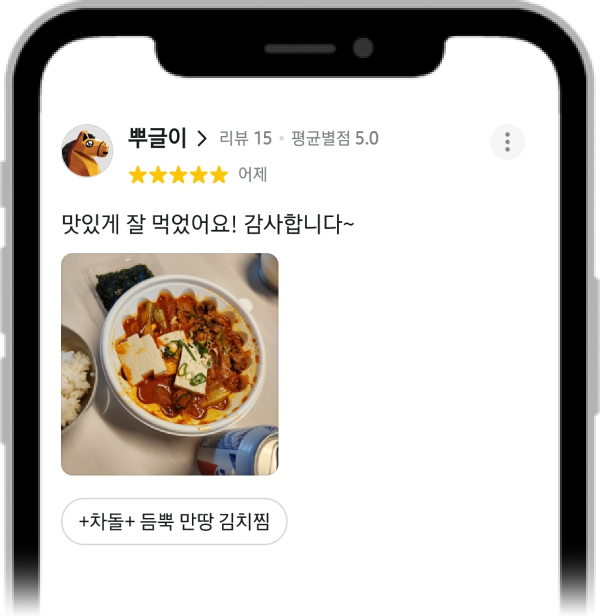 뿌글이 > 리뷰 15 • 평균별점 5.0
★★★★★ 어제
맛있게 잘 먹었어요! 감사합니다~
+차돌+ 듬뿍 만땅 김치찜